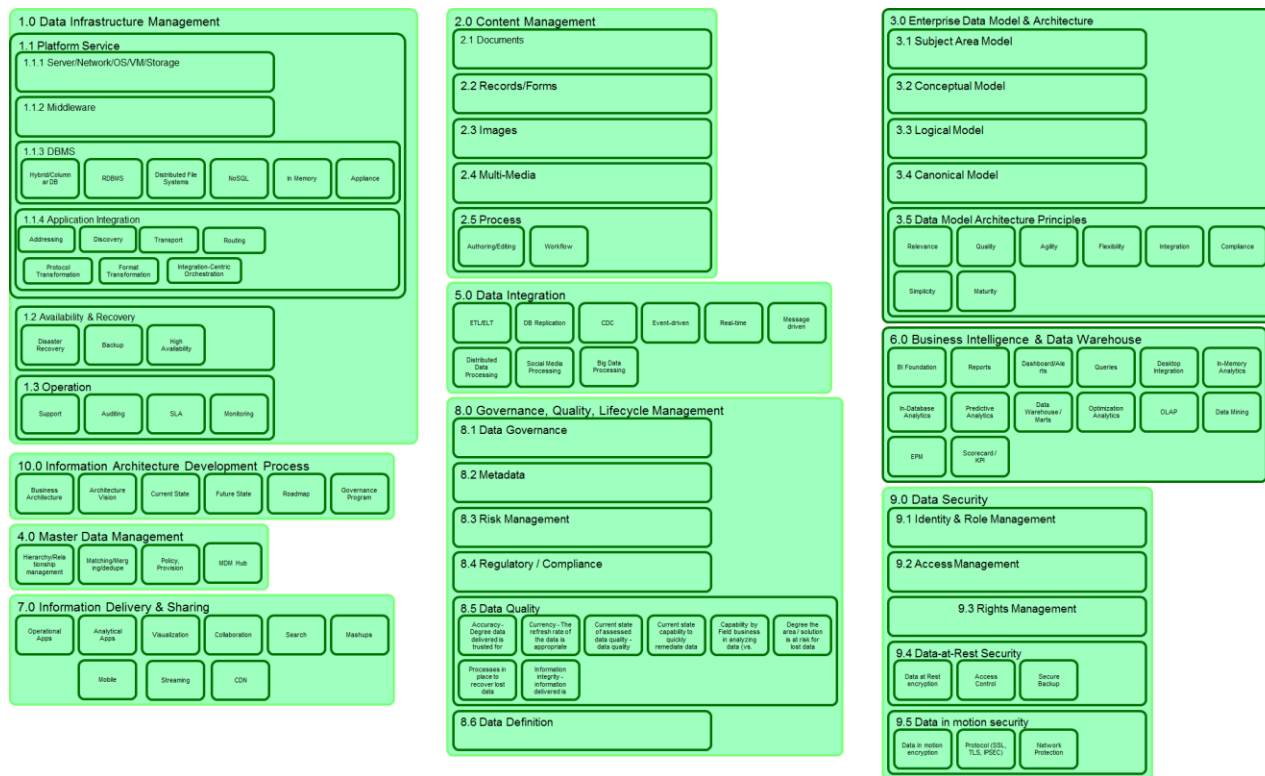 1.0 Data Infrastructure Management
1.1 Platform Service
1.1.1 Server/Network/OS/VM/Storage
1.1.2 Middleware
1.1.3 DBMS
Hybrid/Column
ar DB
RDBMS
Distributed File
Systems
NoSQL
In Memory
Appliance
1.1.4 Application Integration
Addressing
Discovery
Transport
Routing
Protocol
Transformation
Format
Transformation
Integration-Centric
Orchestration
1.2 Availability & Recovery
Disaster
Recovery
Backup
High
Availability
1.3 Operation
Support
Auditing
SLA
Monitoring
10.0 Information Architecture Development Process
Business
Architecture
Architecture
Vision
Current State
Future State
Roadmap
Governance
Program
4.0 Master Data Management
Hierarchy/Rela
tionship
management
Matching/Merg
ing/dedupe
Policy,
Provision
MDM Hub
7.0 Information Delivery & Sharing
Operational
Apps
Analytical
Apps
Visualization
Collaboration
Search
Mashups
Mobile
Streaming
CDN
2.0 Content Management
2.1 Documents
2.2 Records/Forms
2.3 Images
2.4 Multi-Media
2.5 Process
Authoring/Editing
Workflow
5.0 Data Integration
ETL/ELT
DB Replication
CDC
Event-driven
Real-time
Message
driven
Distributed
Data
Processing
Social Media
Processing
Big Data
Processing
8.0 Governance, Quality, Lifecycle Management
8.1 Data Governance
8.2 Metadata
8.3 Risk Management
8.4 Regulatory / Compliance
8.5 Data Quality
Accuracy -
Degree data
delivered is
trusted for
Currency - The
refresh rate of
the data is
appropriate
Current state
of assessed
data quality -
data quality
Current state
capability to
quickly
remediate data
Capability by
Field business
in analyzing
data (vs.
Degree the
area / solution
is at risk for
lost data
Processes in
place to
recover lost
data
Information
integrity -
information
delivered is
8.6 Data Definition
3.0 Enterprise Data Model & Architecture
3.1 Subject Area Model
3.2 Conceptual Model
3.3 Logical Model
3.4 Canonical Model
3.5 Data Model Architecture Principles
Relevance
Quality
Agility
Flexibility
Integration
Compliance
Simplicity
Maturity
6.0 Business Intelligence & Data Warehouse
BI Foundation
Reports
Dashboard/Ale
rts
Queries
Desktop
Integration
In-Memory
Analytics
In-Database
Analytics
Predictive
Analytics
Data
Warehouse /
Marts
Optimization
Analytics
OLAP
Data Mining
EPM
Scorecard /
KPI
9.0 Data Security
9.1 Identity & Role Management
9.2 Access Management
9.3 Rights Management
9.4 Data-at-Rest Security
Data at Rest
encryption
Access
Control
Secure
Backup
9.5 Data in motion security
Data in motion
encryption
Protocol (SSL,
TLS, IPSEC)
Network
Protection